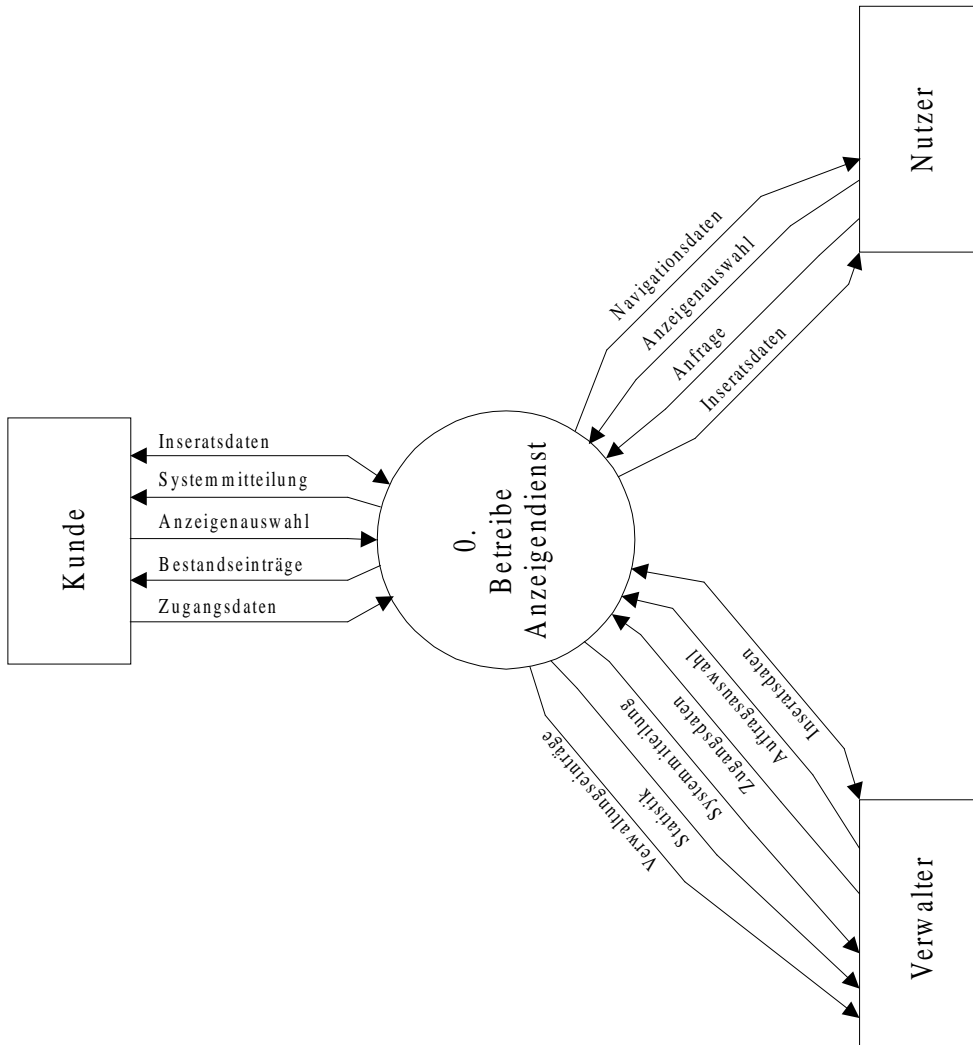 Kunde
Inseratsdaten
Systemmitteilung
Anzeigenauswahl
Bestandseinträge
Zugangsdaten
0.
Betreibe
Anzeigendienst
Navigationsdaten
Anzeigenauswahl
Anfrage
Inseratsdaten
Nutzer
Inseratsdaten
Auftragsauswahl
Zugangsdaten
Systemmitteilung
Statistik
Verwaltungseinträge
Verwalter